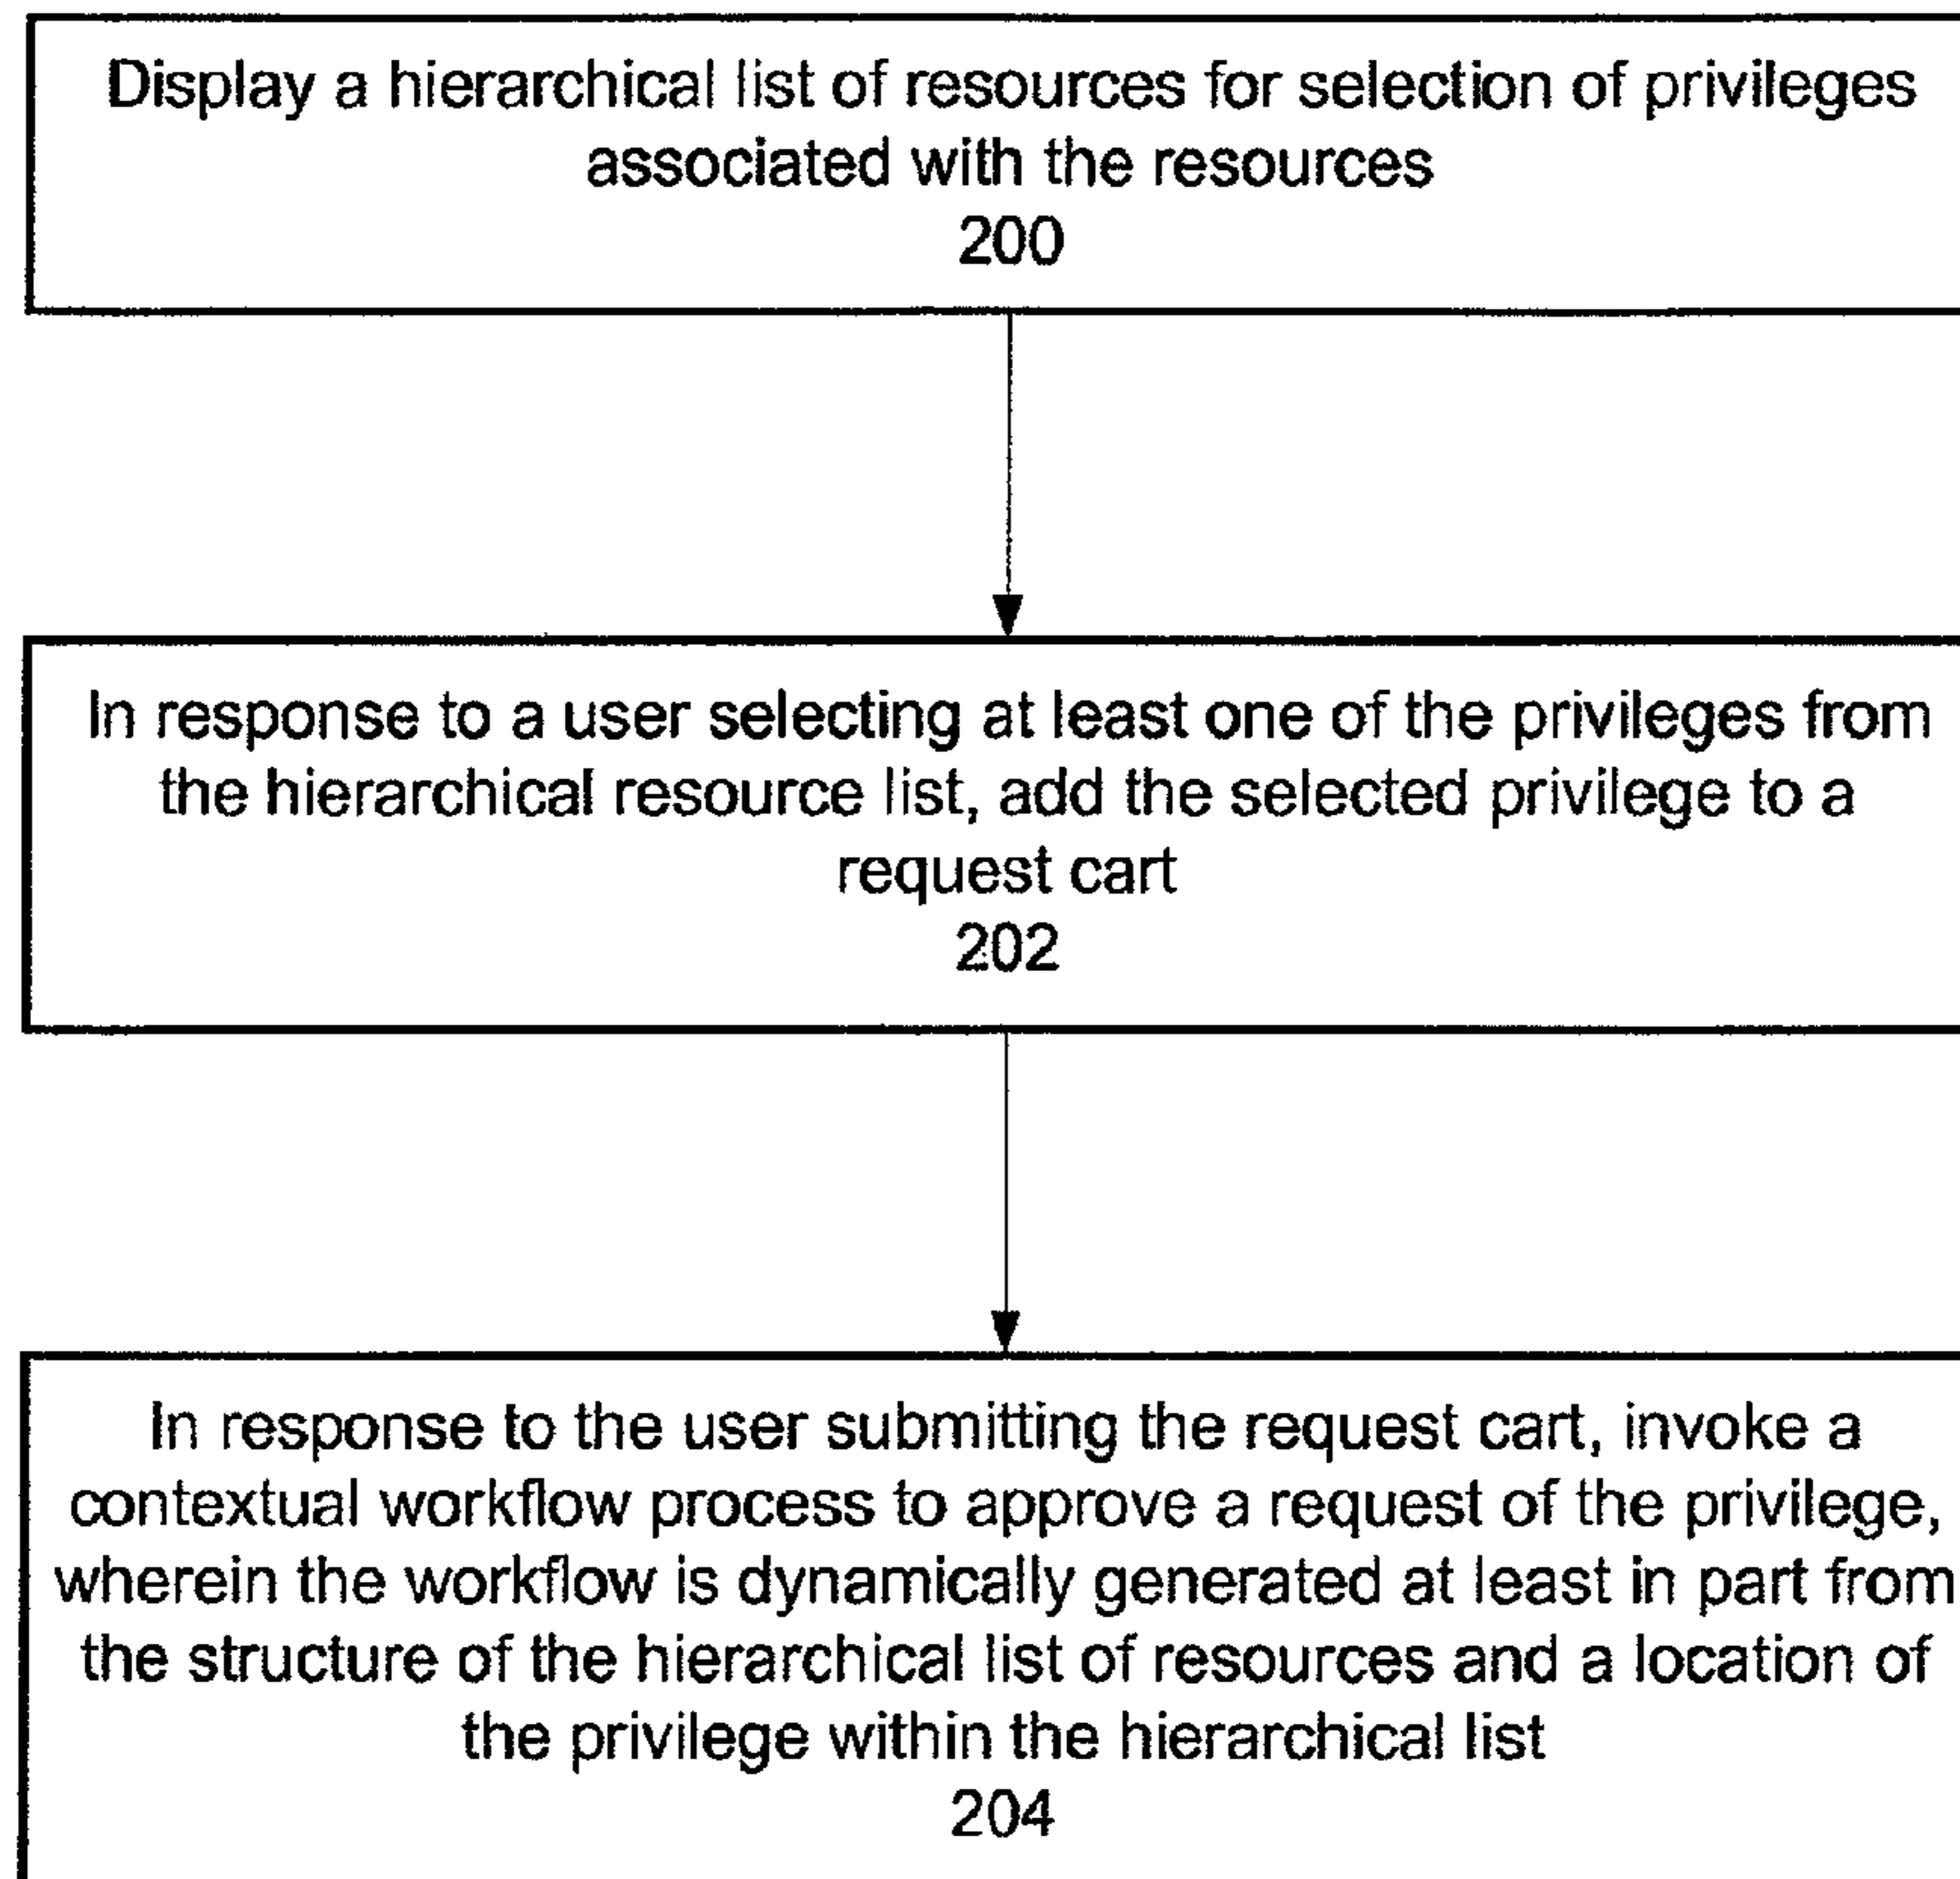 Display a hierarchical list of resources for selection of privileges
associated with the resources
200
In response to a user selecting at least one of the privileges from
the hierarchical resource list, add the selected privilege to a
request cart
202
In response to the user submitting the request cart, invoke a
contextual workflow process to approve a request of the privilege,
wherein the workflow is dynamically generated at least in part from
the structure of the hierarchical list of resources and a location of
the privilege within the hierarchical list
204